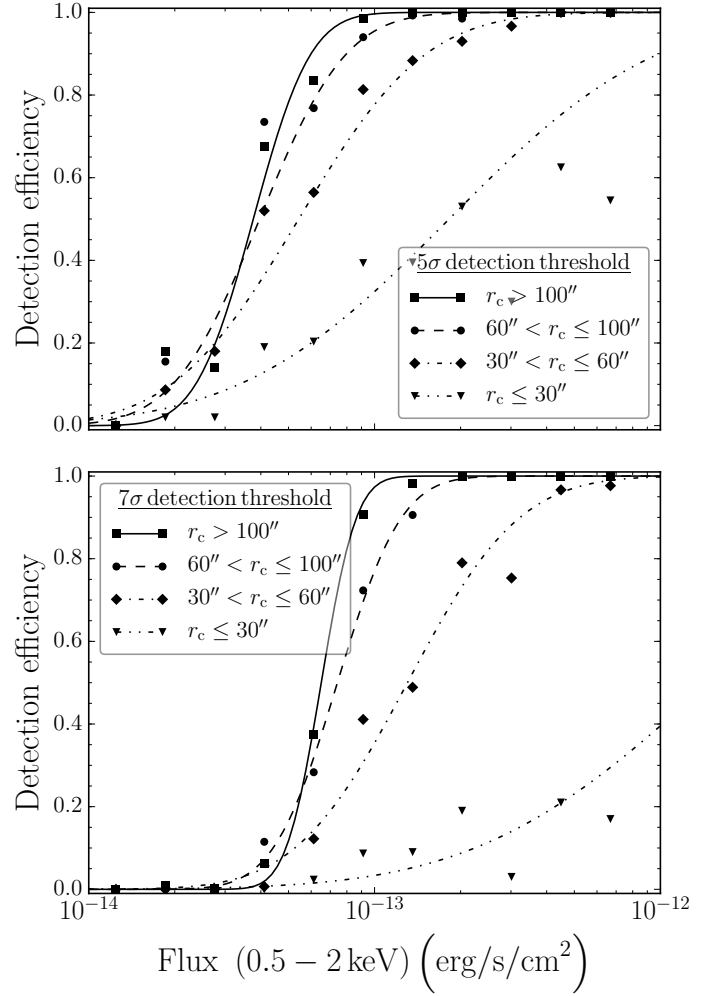 1.0
0.8
0.6
0.4
0.2
0.0
Detection efficiency
5σ detection threshold
r_c > 100″
60″ < r_c ≤ 100″
30″ < r_c ≤ 60″
r_c ≤ 30″
1.0
0.8
0.6
0.4
0.2
0.0
Detection efficiency
7σ detection threshold
r_c > 100″
60″ < r_c ≤ 100″
30″ < r_c ≤ 60″
r_c ≤ 30″
10⁻¹⁴ 10⁻¹³ 10⁻¹²
Flux (0.5 − 2 keV) (erg/s/cm²)